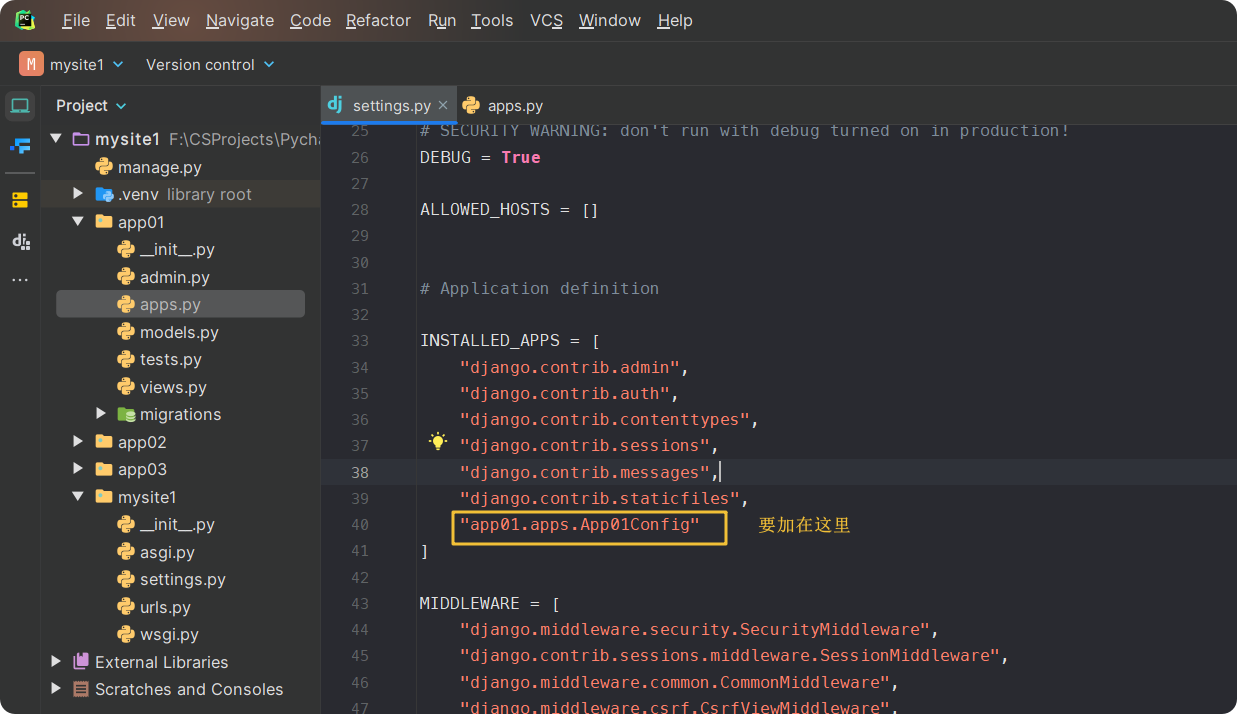 File Edit View Navigate Code Refactor Run Tools VCS Window Help
M mysite1 Version control
Project
settings.py
apps.py
mysite1 F:\CSProjects\Pych
manage.py
.venv library root
app01
__init__.py
admin.py
apps.py
models.py
tests.py
views.py
migrations
app02
app03
mysite1
__init__.py
asgi.py
settings.py
urls.py
wsgi.py
External Libraries
Scratches and Consoles
25 # SECURITY WARNING: don't run with debug turned on in production!
26 DEBUG = True
27
28 ALLOWED_HOSTS = []
29
30
31 # Application definition
32
33 INSTALLED_APPS = [
34 "django.contrib.admin",
35 "django.contrib.auth",
36 "django.contrib.contenttypes",
37 "django.contrib.sessions",
38 "django.contrib.messages",
39 "django.contrib.staticfiles",
40 "app01.apps.App01Config" 要加在这里
41 ]
42
43 MIDDLEWARE = [
44 "django.middleware.security.SecurityMiddleware",
45 "django.contrib.sessions.middleware.SessionMiddleware",
46 "django.middleware.common.CommonMiddleware",
47 "django.middleware.csrf.CsrfViewMiddleware",